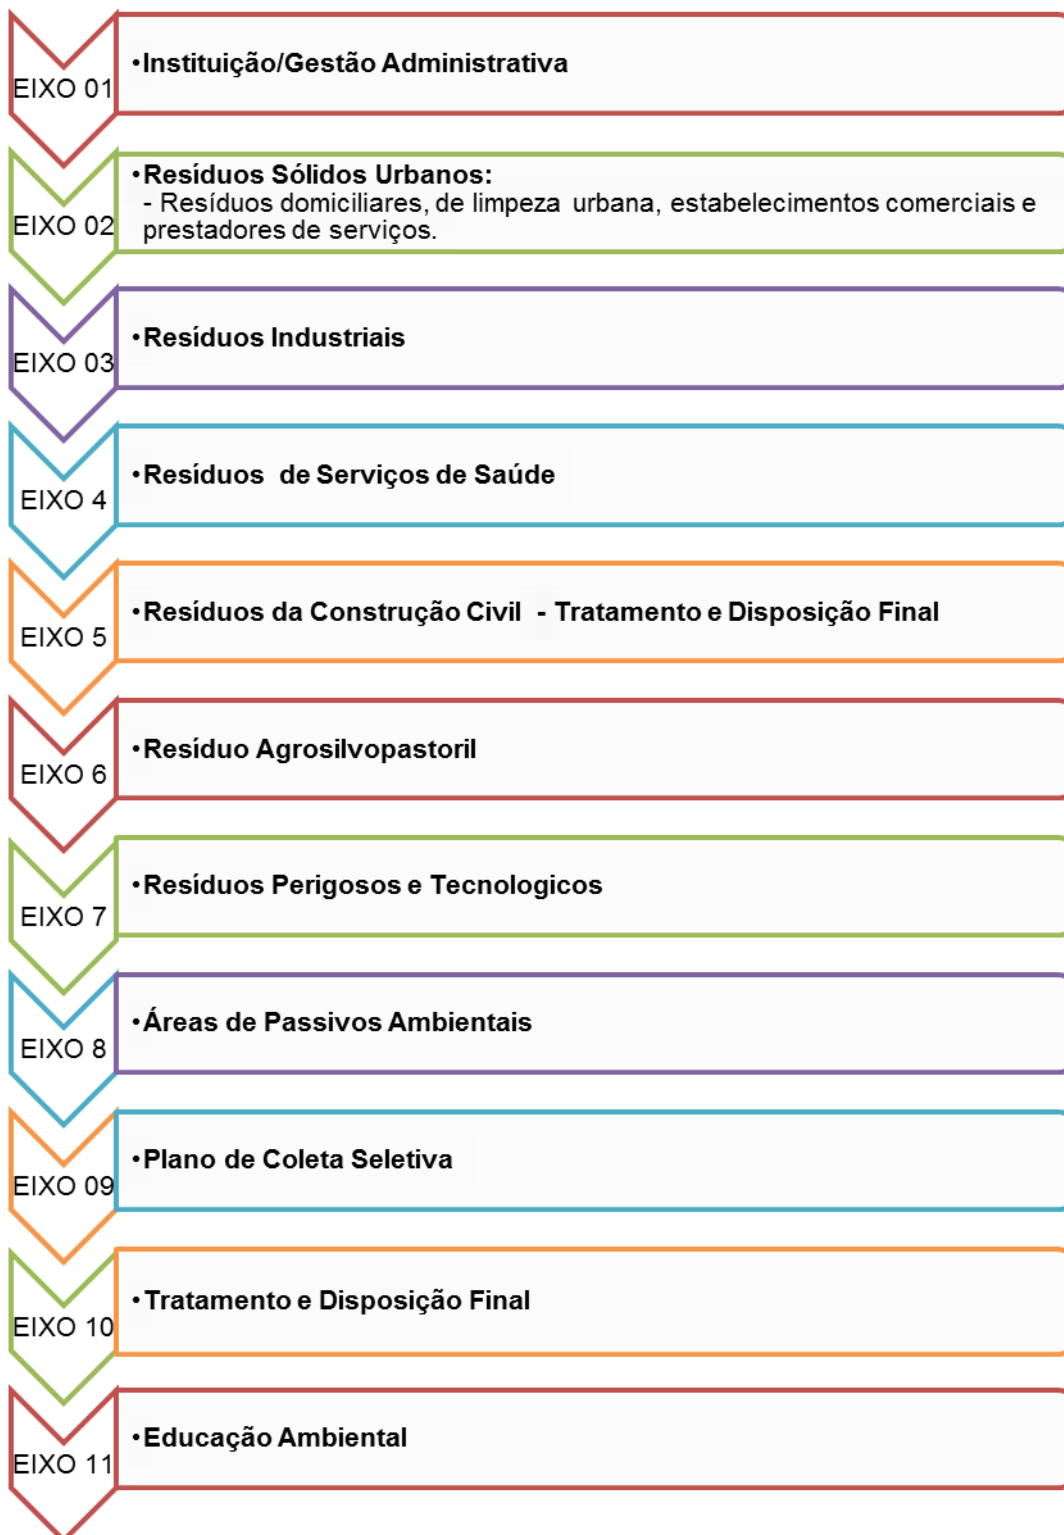 EIXO 01
•Instituição/Gestão Administrativa
EIXO 02
•Resíduos Sólidos Urbanos:
- Resíduos domiciliares, de limpeza urbana, estabelecimentos comerciais e
prestadores de serviços.
EIXO 03
•Resíduos Industriais
EIXO 4
•Resíduos de Serviços de Saúde
EIXO 5
•Resíduos da Construção Civil - Tratamento e Disposição Final
EIXO 6
•Resíduo Agrosilvopastoril
EIXO 7
•Resíduos Perigosos e Tecnologicos
EIXO 8
•Áreas de Passivos Ambientais
EIXO 09
•Plano de Coleta Seletiva
EIXO 10
•Tratamento e Disposição Final
EIXO 11
•Educação Ambiental